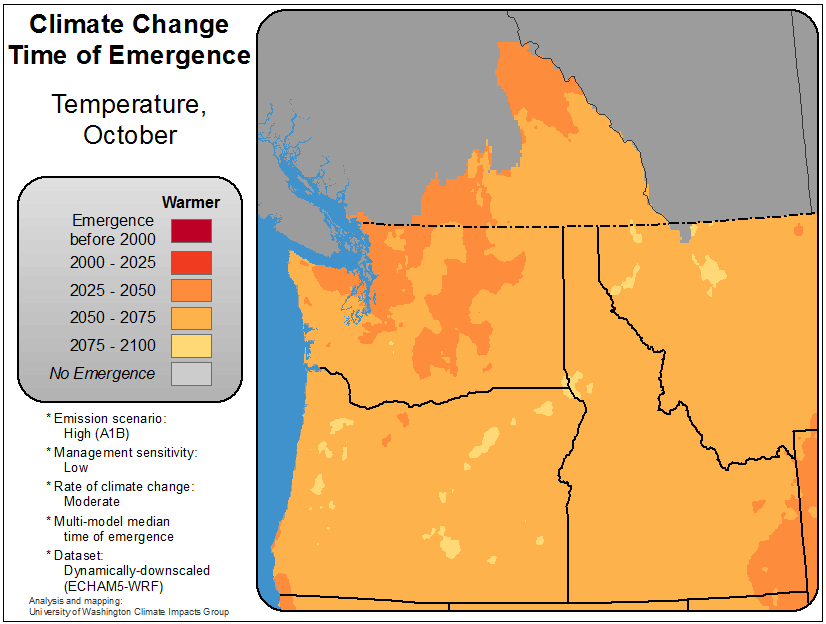 Climate Change
Time of Emergence
Temperature,
October
Warmer
Emergence
before 2000
2000 - 2025
2025 - 2050
2050 - 2075
2075 - 2100
No Emergence
* Emission scenario:
High (A1B)
* Management sensitivity:
Low
* Rate of climate change:
Moderate
* Multi-model median
time of emergence
* Dataset:
Dynamically-downscaled
(ECHAM5-WRF)
Analysis and mapping:
University of Washington Climate Impacts Group